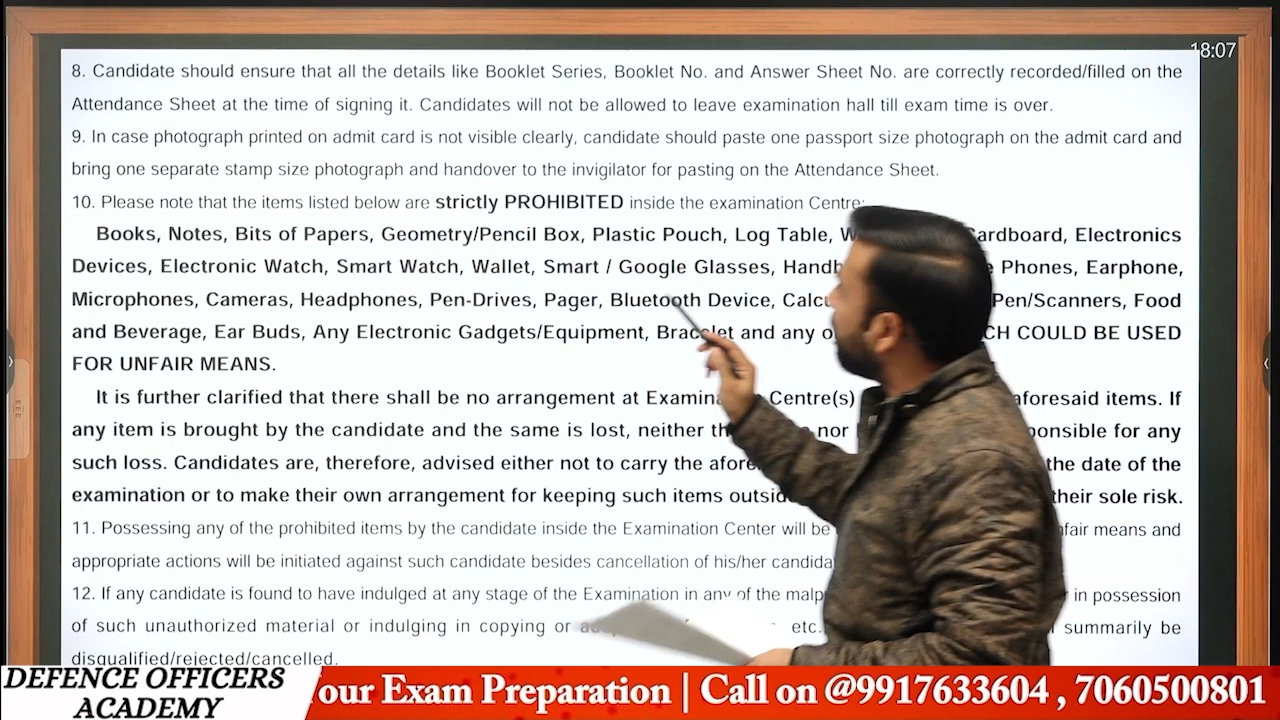 18:07
8. Candidate should ensure that all the details like Booklet Series, Booklet No. and Answer Sheet No. are correctly recorded/filled on the
Attendance Sheet at the time of signing it. Candidates will not be allowed to leave examination hall till exam time is over.
9. In case photograph printed on admit card is not visible clearly, candidate should paste one passport size photograph on the admit card and
bring one separate stamp size photograph and handover to the invigilator for pasting on the Attendance Sheet.
10. Please note that the items listed below are strictly PROHIBITED inside the examination Centre:
Books, Notes, Bits of Papers, Geometry/Pencil Box, Plastic Pouch, Log Table, Cardboard, Electronics
Devices, Electronic Watch, Smart Watch, Wallet, Smart / Google Glasses, Phones, Earphone,
Microphones, Cameras, Headphones, Pen-Drives, Pager, Bluetooth Device, Pen/Scanners, Food
and Beverage, Ear Buds, Any Electronic Gadgets/Equipment, Bracelet and any COULD BE USED
FOR UNFAIR MEANS.
It is further clarified that there shall be no arrangement at Centre(s) aforesaid items. If
any item is brought by the candidate and the same is lost, neither nor for any
such loss. Candidates are, therefore, advised either not to carry the the date of the
examination or to make their own arrangement for keeping such items their sole risk.
11. Possessing any of the prohibited items by the candidate inside the Examination Center will be means and
appropriate actions will be initiated against such candidate besides cancellation of his/her
12. If any candidate is found to have indulged at any stage of the Examination in any of the in possession
of such unauthorized material or indulging in copying or etc. summarily be
disqualified/rejected/cancelled.
DEFENCE OFFICERS
ACADEMY
our Exam Preparation | Call on @9917633604 , 7060500801